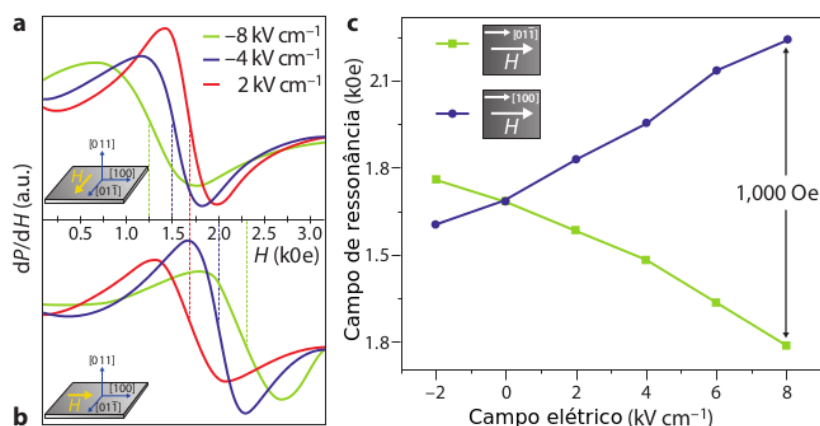 a
−8 kV cm⁻¹
−4 kV cm⁻¹
2 kV cm⁻¹
[011]
H
[100]
[011̄]
dP/dH (a.u.)
0.5 1.0 1.5 2.0 2.5 3.0
H (k0e)
[011]
H
[100]
[011̄]
b
c
[011̄]
H
[100]
H
Campo de ressonância (k0e)
2.1
1.8
1.5
1.8
1,000 Oe
−2 0 2 4 6 8
Campo elétrico (kV cm⁻¹)